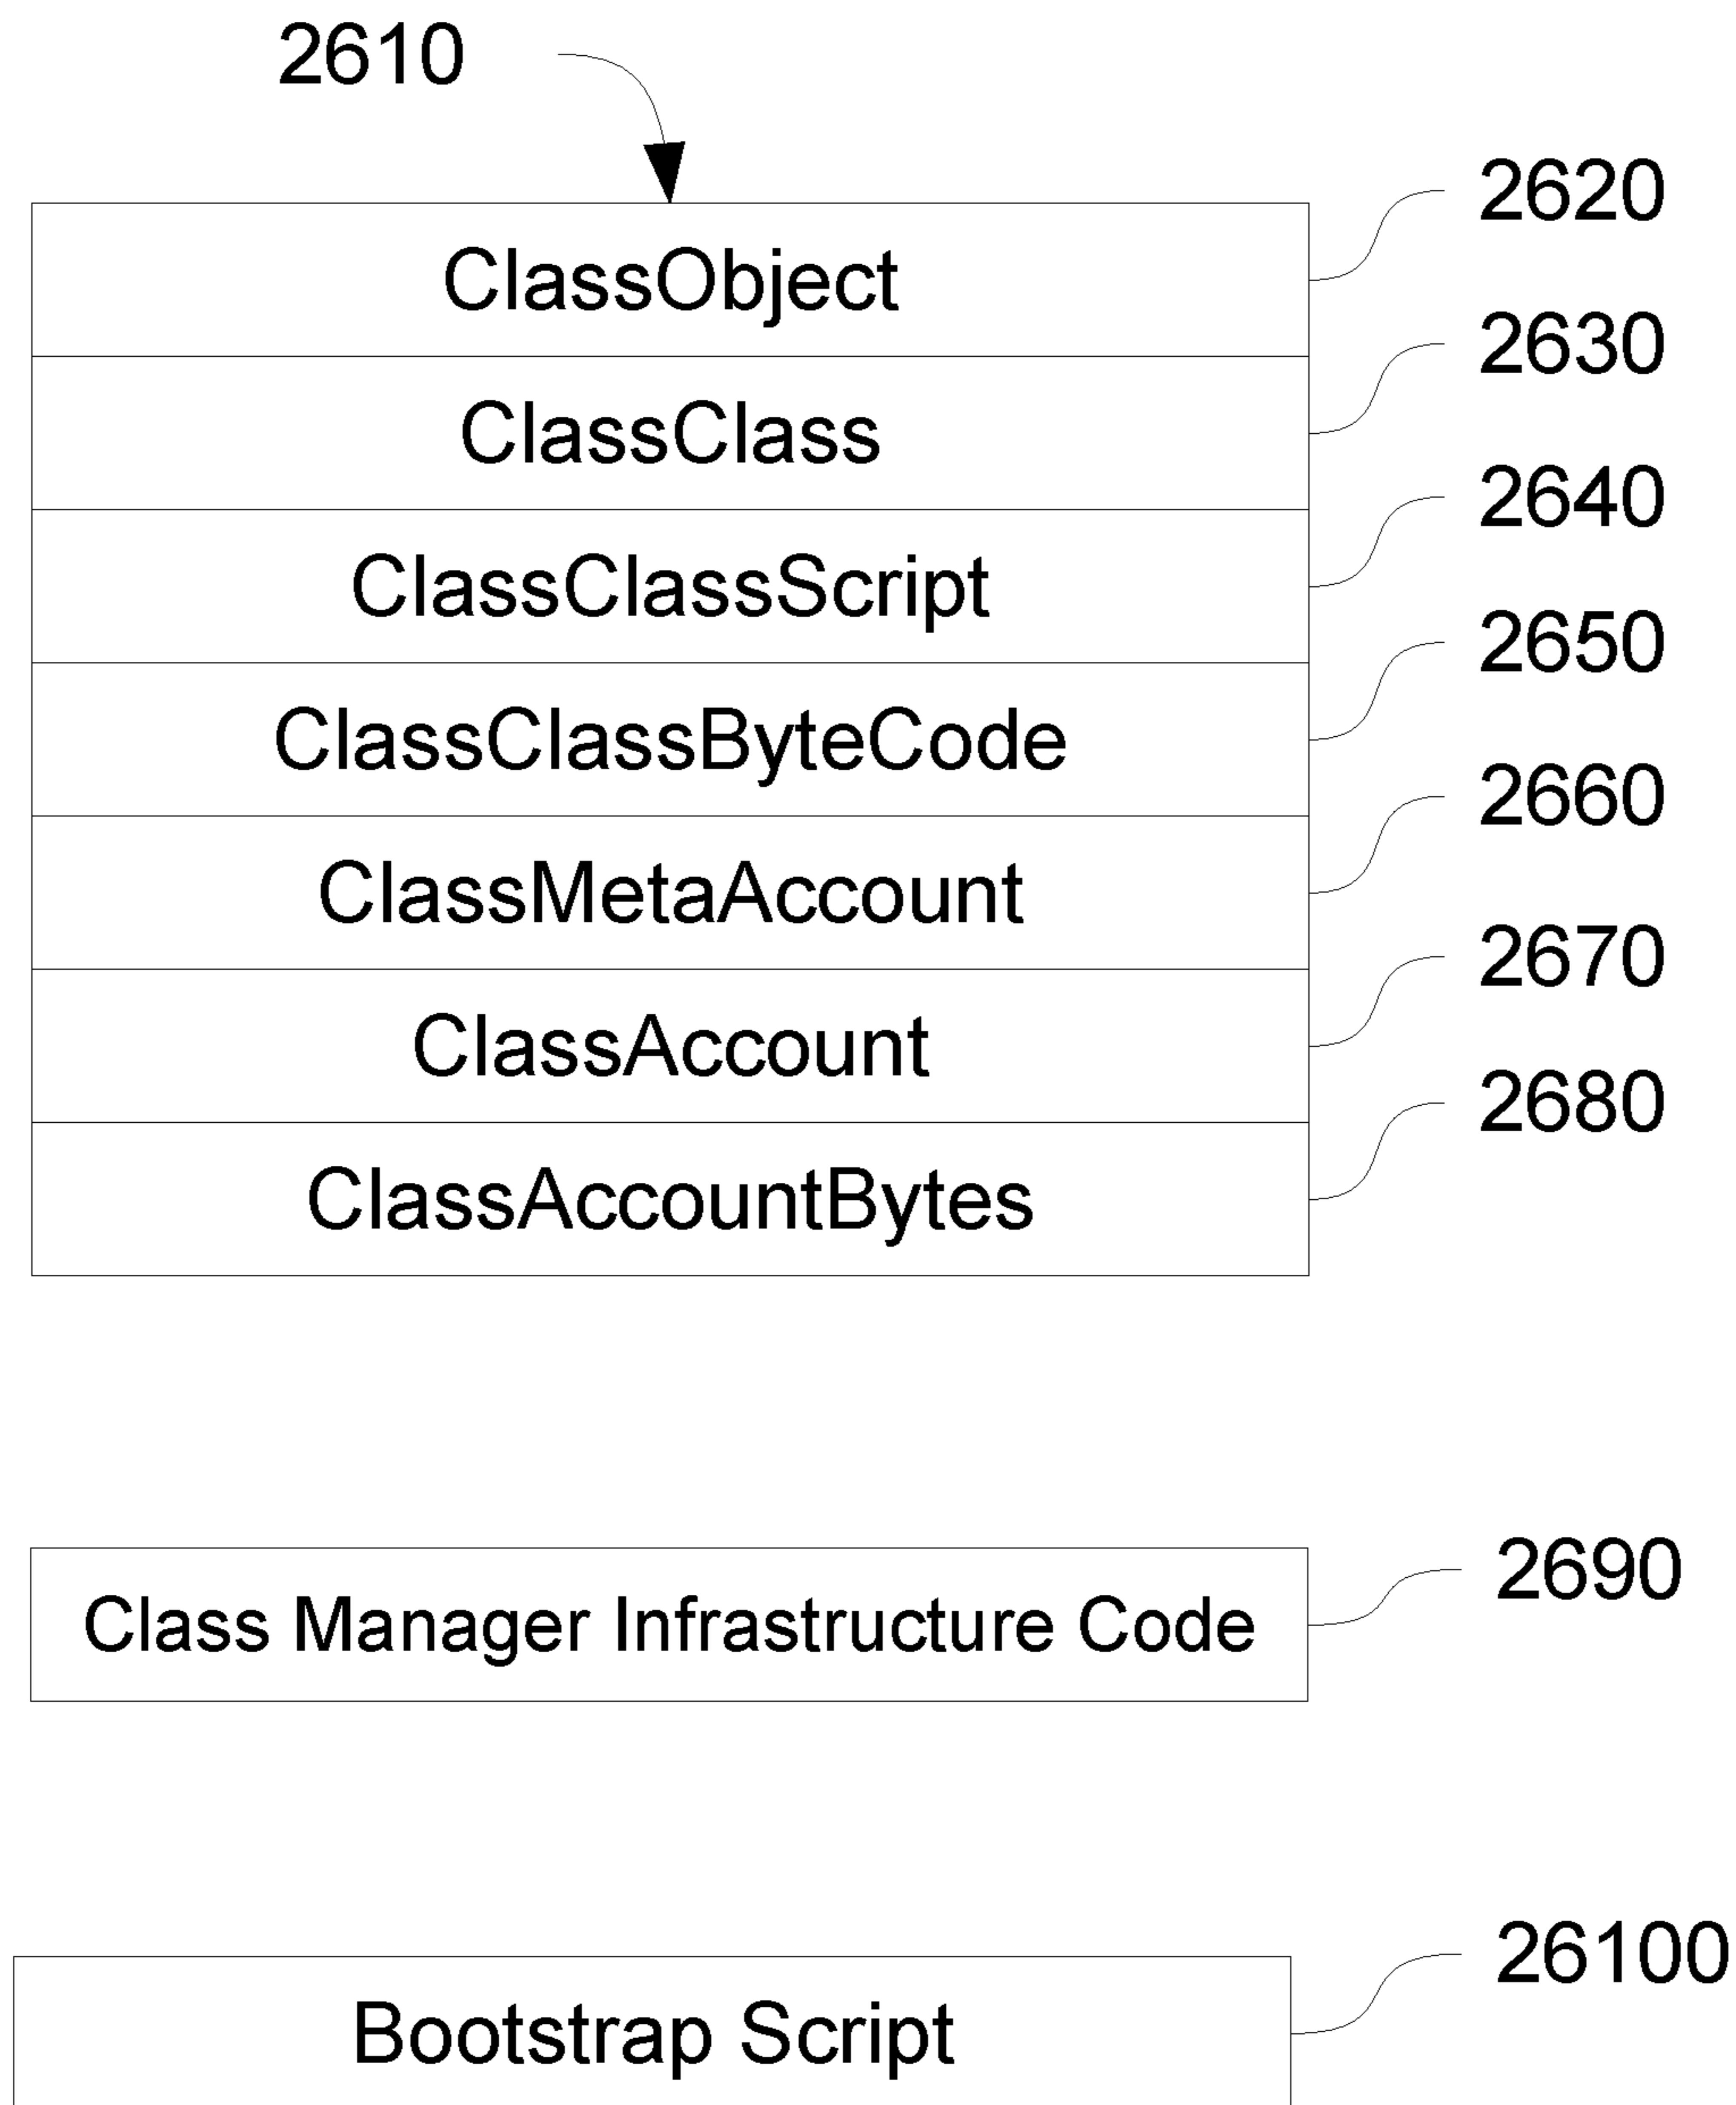 2610
2620
ClassObject
2630
ClassClass
2640
ClassClassScript
2650
ClassClassByteCode
2660
ClassMetaAccount
2670
ClassAccount
2680
ClassAccountBytes
2690
Class Manager Infrastructure Code
26100
Bootstrap Script